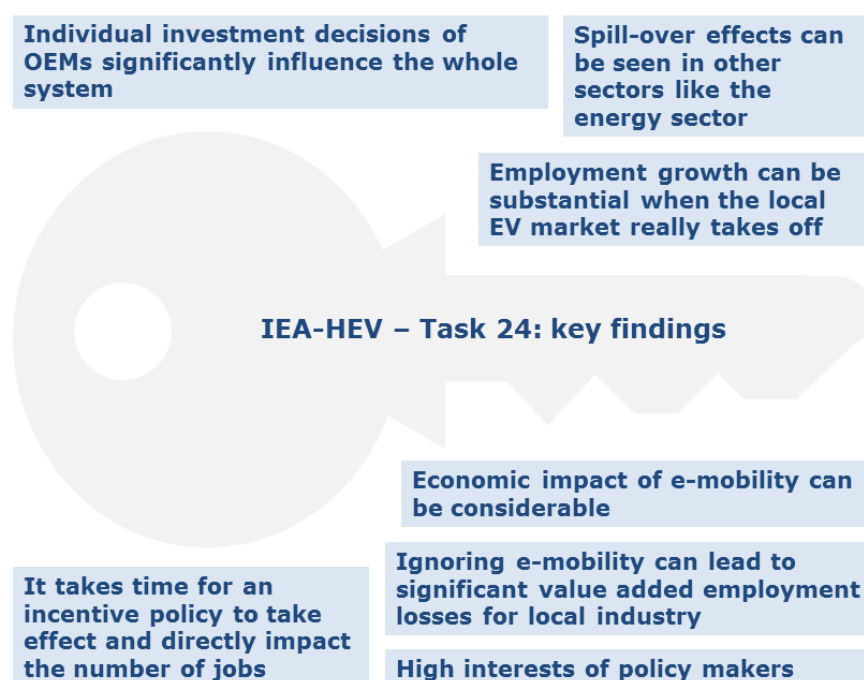 Individual investment decisions of
OEMs significantly influence the whole
system
Spill-over effects can
be seen in other
sectors like the
energy sector
Employment growth can be
substantial when the local
EV market really takes off
IEA-HEV – Task 24: key findings
Economic impact of e-mobility can
be considerable
Ignoring e-mobility can lead to
significant value added employment
losses for local industry
It takes time for an
incentive policy to take
effect and directly impact
the number of jobs
High interests of policy makers